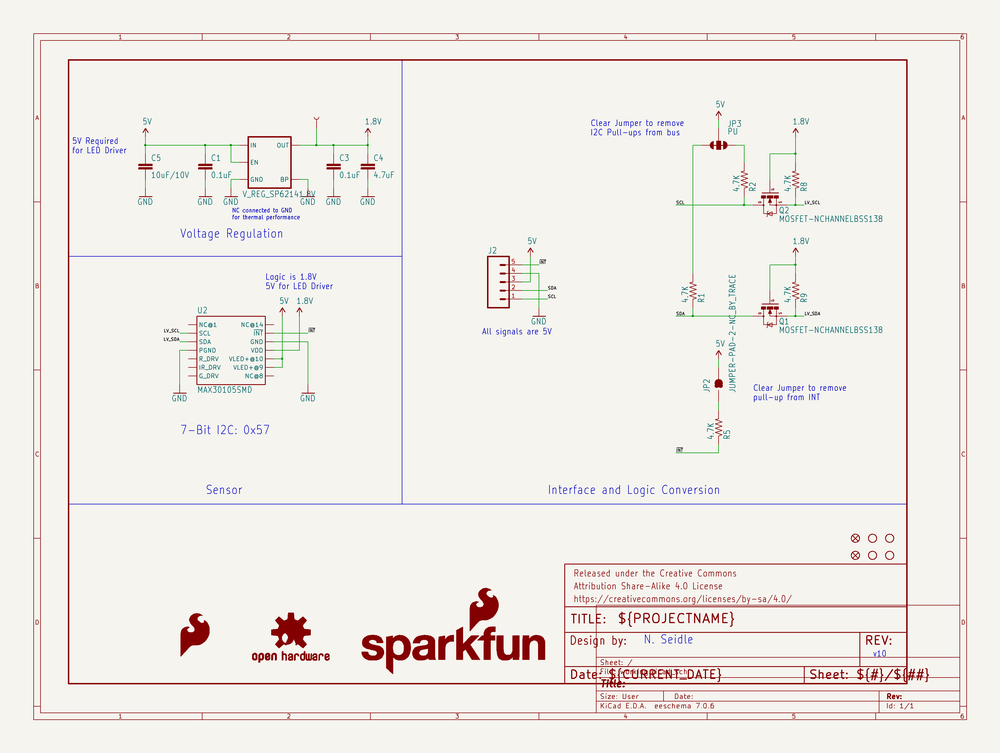 1 2 3 4 5 6
A
B
C
D
5V
1.8V
5V Required
for LED Driver
C5
10uF/10V
C1
0.1uF
IN
OUT
EN
GND
BP
V_REG_SP62141.8V
C3
0.1uF
C4
4.7uF
GND
GND
GND
GND
GND
GND
NC connected to GND
for thermal performance
Voltage Regulation
Logic is 1.8V
5V for LED Driver
5V
1.8V
U2
LV_SCL
LV_SDA
NC@1
SCL
SDA
PGND
R_DRV
IR_DRV
G_DRV
NC@14
INT
GND
VDD
VLED+@10
VLED+@9
NC@8
INT
MAX30105SMD
GND
GND
7-Bit I2C: 0x57
Sensor
J2
5V
5
4
3
2
1
INT
SDA
SCL
GND
All signals are 5V
Clear Jumper to remove
I2C Pull-ups from bus
5V
JP3
PU
1.8V
4.7K
R2
4.7K
R8
SCL
LV_SCL
Q2
MOSFET-NCHANNELBSS138
1.8V
4.7K
R1
4.7K
R9
SDA
LV_SDA
Q1
MOSFET-NCHANNELBSS138
JUMPER-PAD-2-NC_BY_TRACE
5V
JP2
Clear Jumper to remove
pull-up from INT
4.7K
R5
INT
Interface and Logic Conversion
Released under the Creative Commons
Attribution Share-Alike 4.0 License
https://creativecommons.org/licenses/by-sa/4.0/
TITLE: ${PROJECTNAME}
Design by: N. Seidle
REV:
v10
Sheet: /
Date: ${CURRENT_DATE}
Sheet: ${#}/${##}
Title:
Size: User Date: Rev:
KiCad E.D.A. eeschema 7.0.6 Id: 1/1
open hardware
sparkfun
A
B
C
D
1 2 3 4 5 6